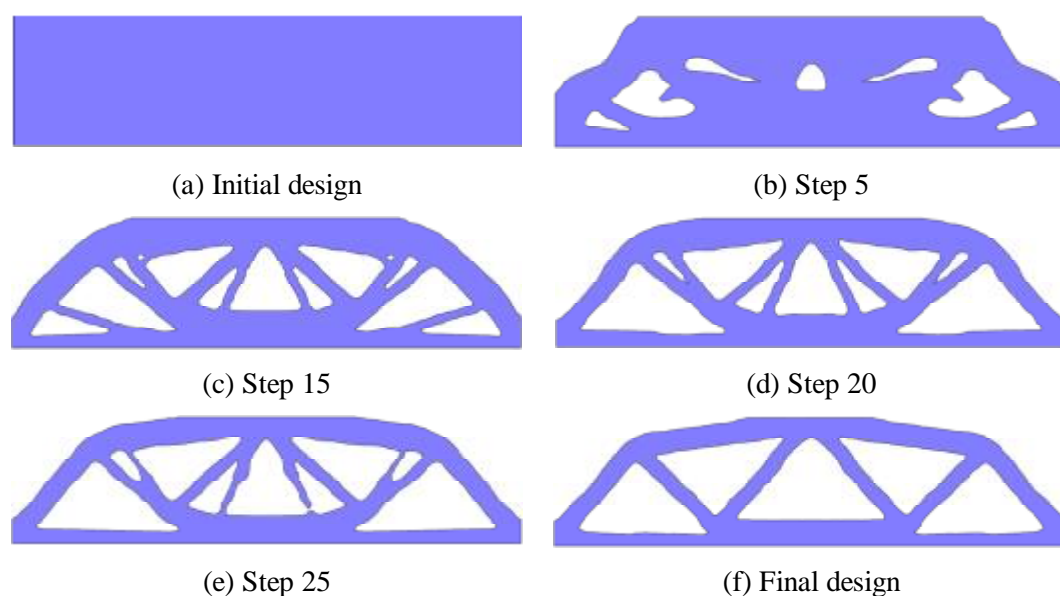 (a) Initial design
(b) Step 5
(c) Step 15
(d) Step 20
(e) Step 25
(f) Final design